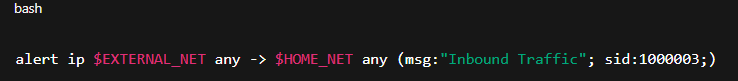 bash
alert ip $EXTERNAL_NET any -> $HOME_NET any (msg:"Inbound Traffic"; sid:1000003;)